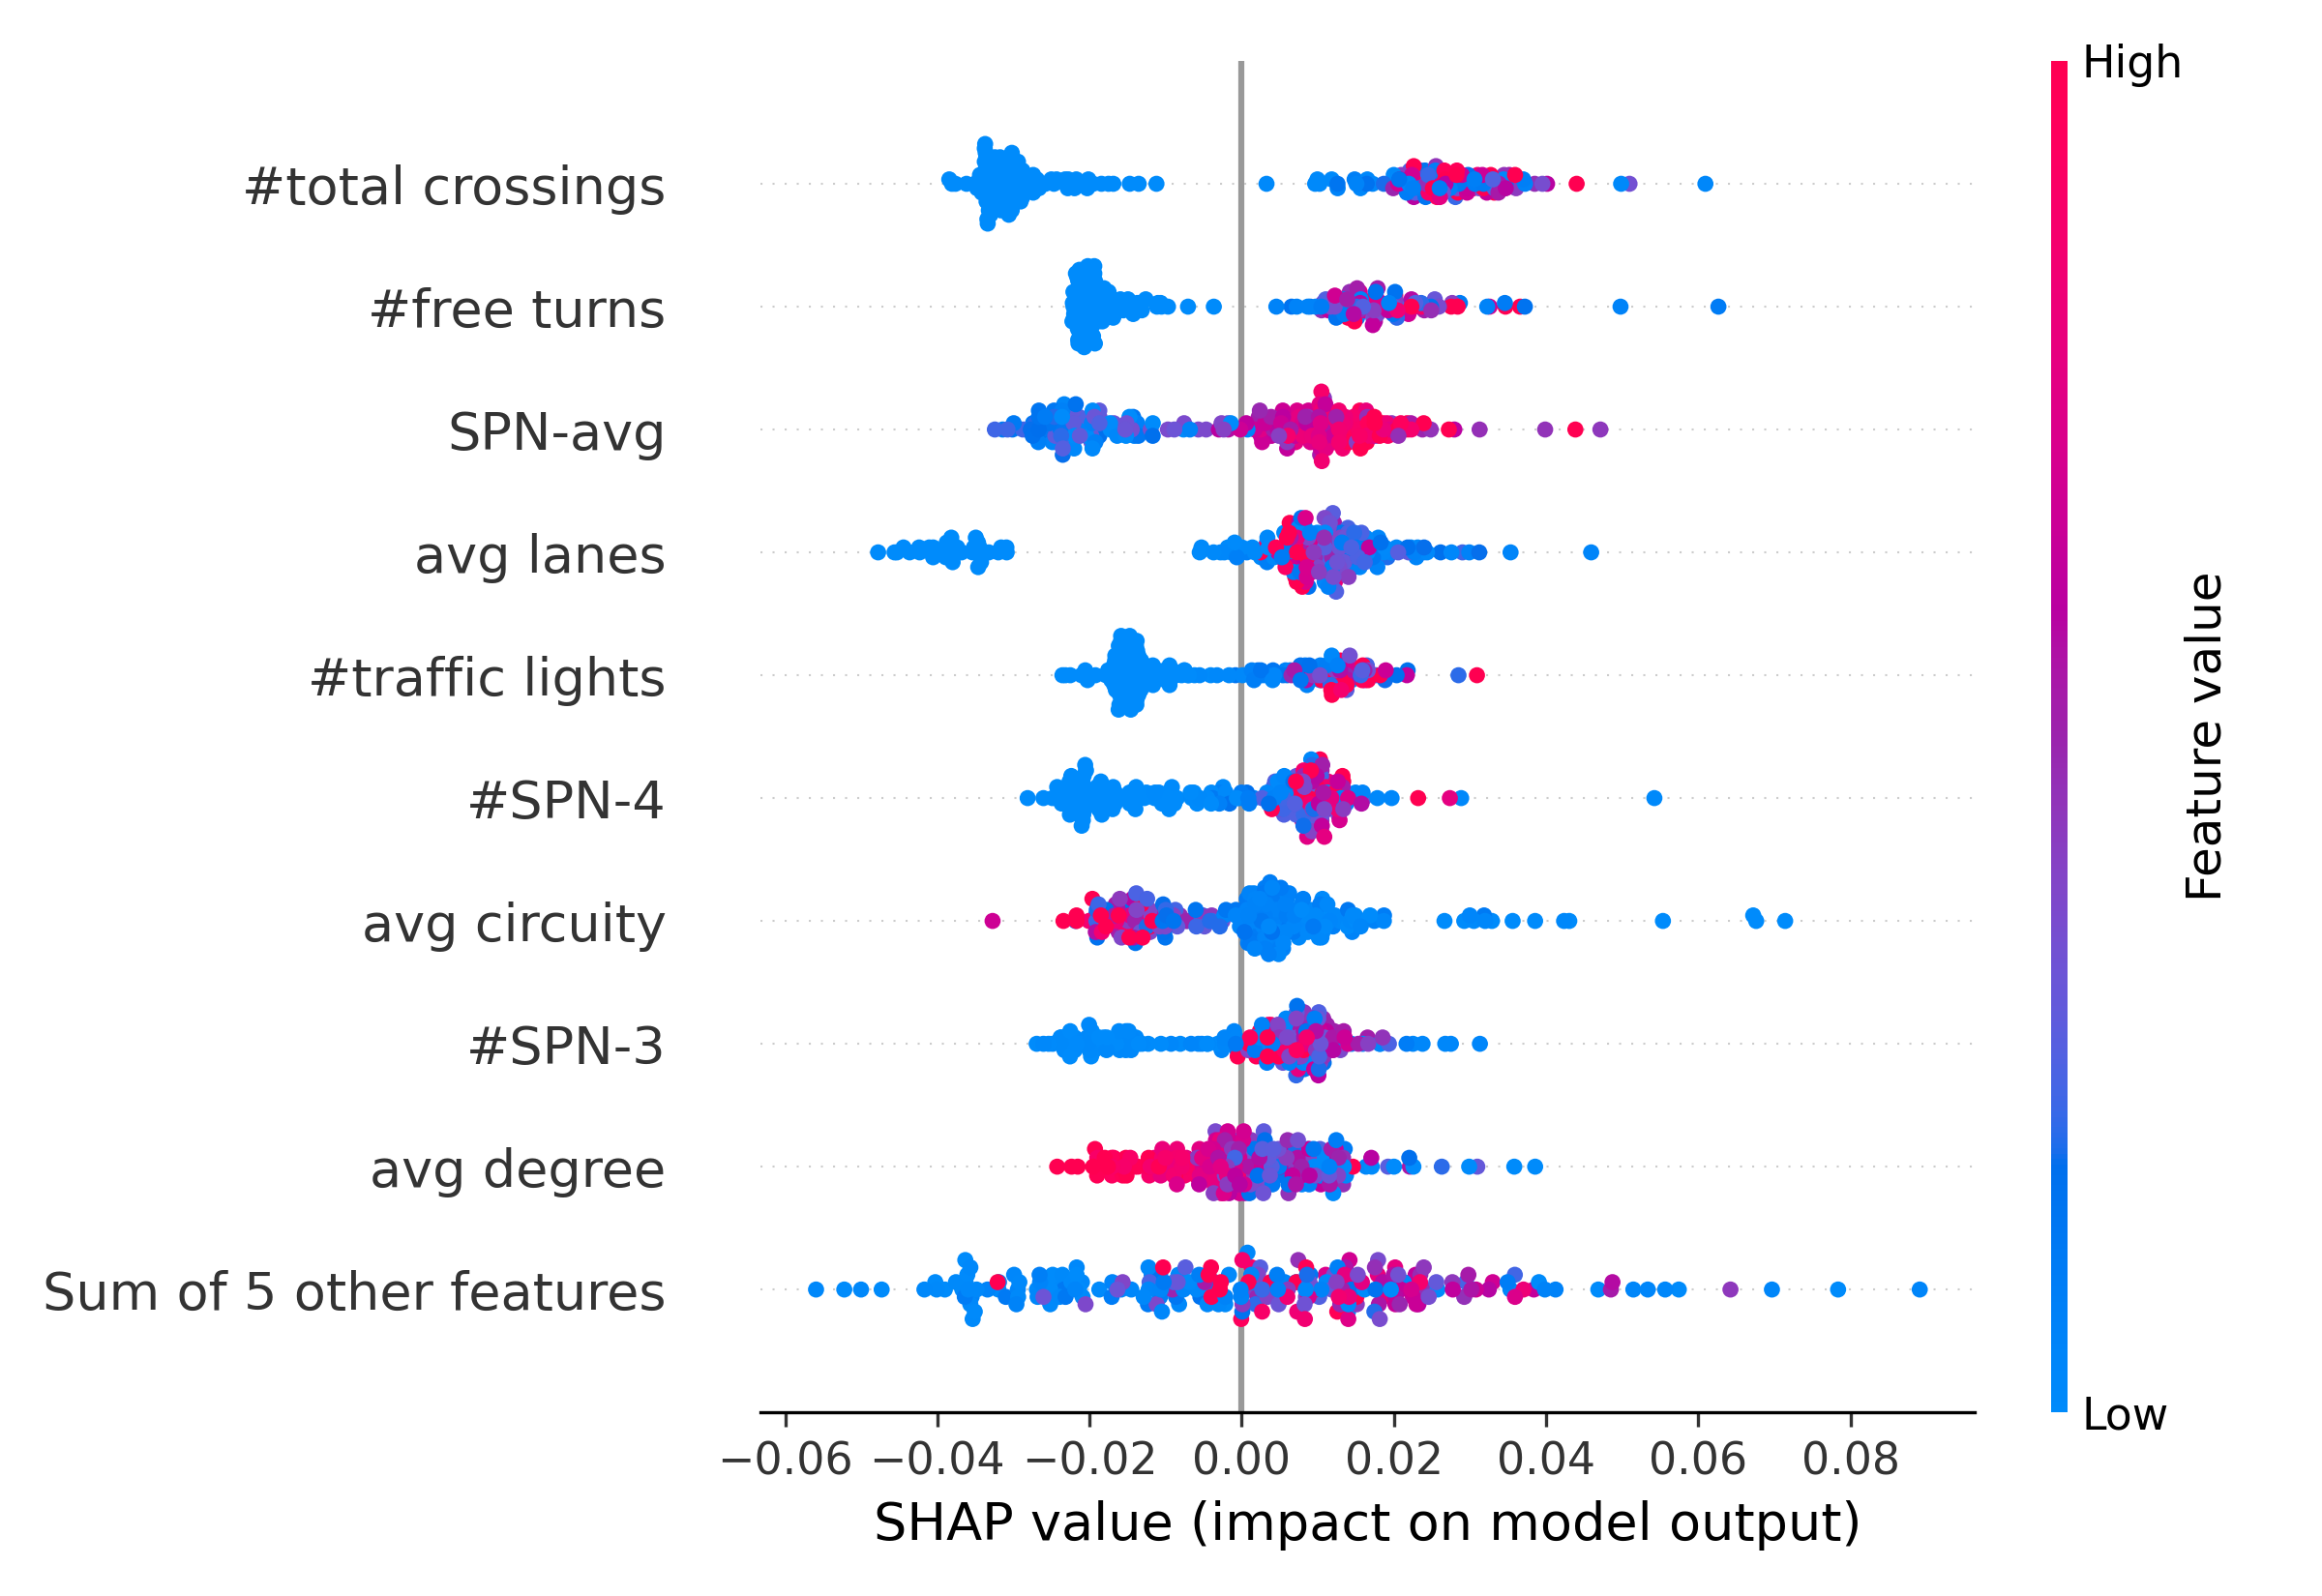 High
#total crossings
#free turns
SPN-avg
avg lanes
#traffic lights
#SPN-4
avg circuity
#SPN-3
avg degree
Sum of 5 other features
Feature value
Low
−0.06 −0.04 −0.02 0.00 0.02 0.04 0.06 0.08
SHAP value (impact on model output)